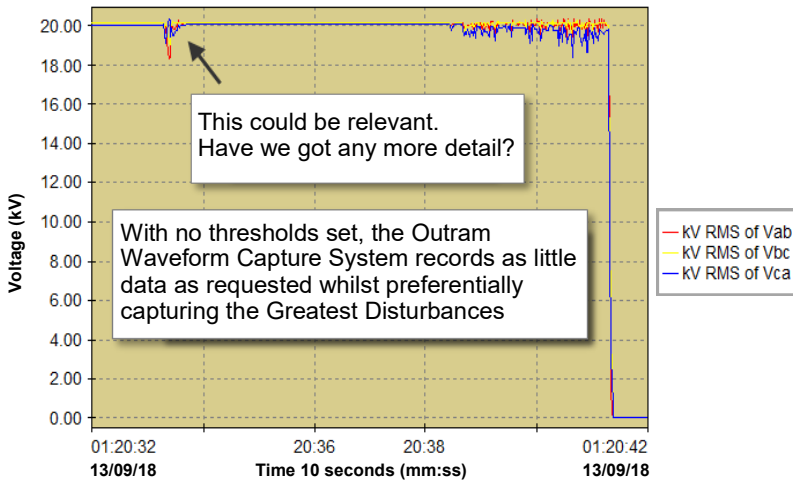 20.00
18.00
16.00
14.00
12.00
10.00
8.00
6.00
4.00
2.00
0.00
Voltage (kV)
This could be relevant.
Have we got any more detail?
With no thresholds set, the Outram
Waveform Capture System records as little
data as requested whilst preferentially
capturing the Greatest Disturbances
kV RMS of Vab
kV RMS of Vbc
kV RMS of Vca
01:20:32 20:36 20:38 01:20:42
13/09/18 Time 10 seconds (mm:ss) 13/09/18